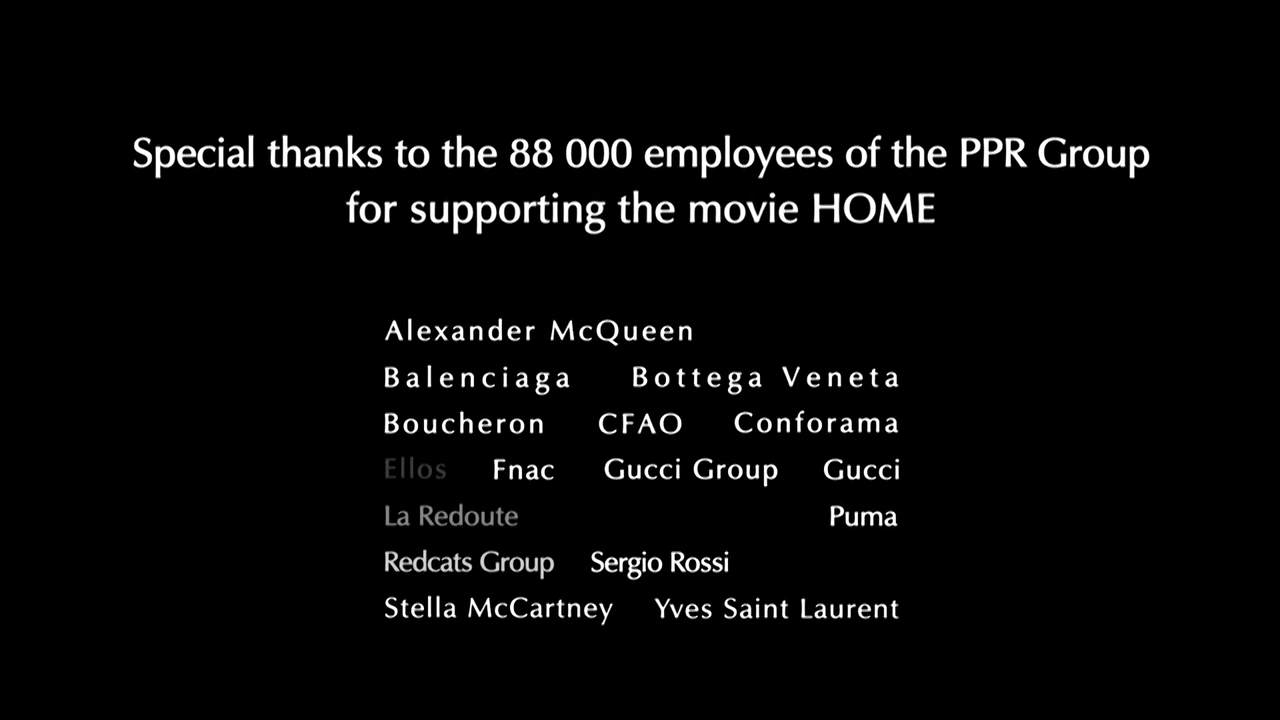 Special thanks to the 88 000 employees of the PPR Group
for supporting the movie HOME
Alexander McQueen
Balenciaga Bottega Veneta
Boucheron CFAO Conforama
Ellos Fnac Gucci Group Gucci
La Redoute Puma
Redcats Group Sergio Rossi
Stella McCartney Yves Saint Laurent